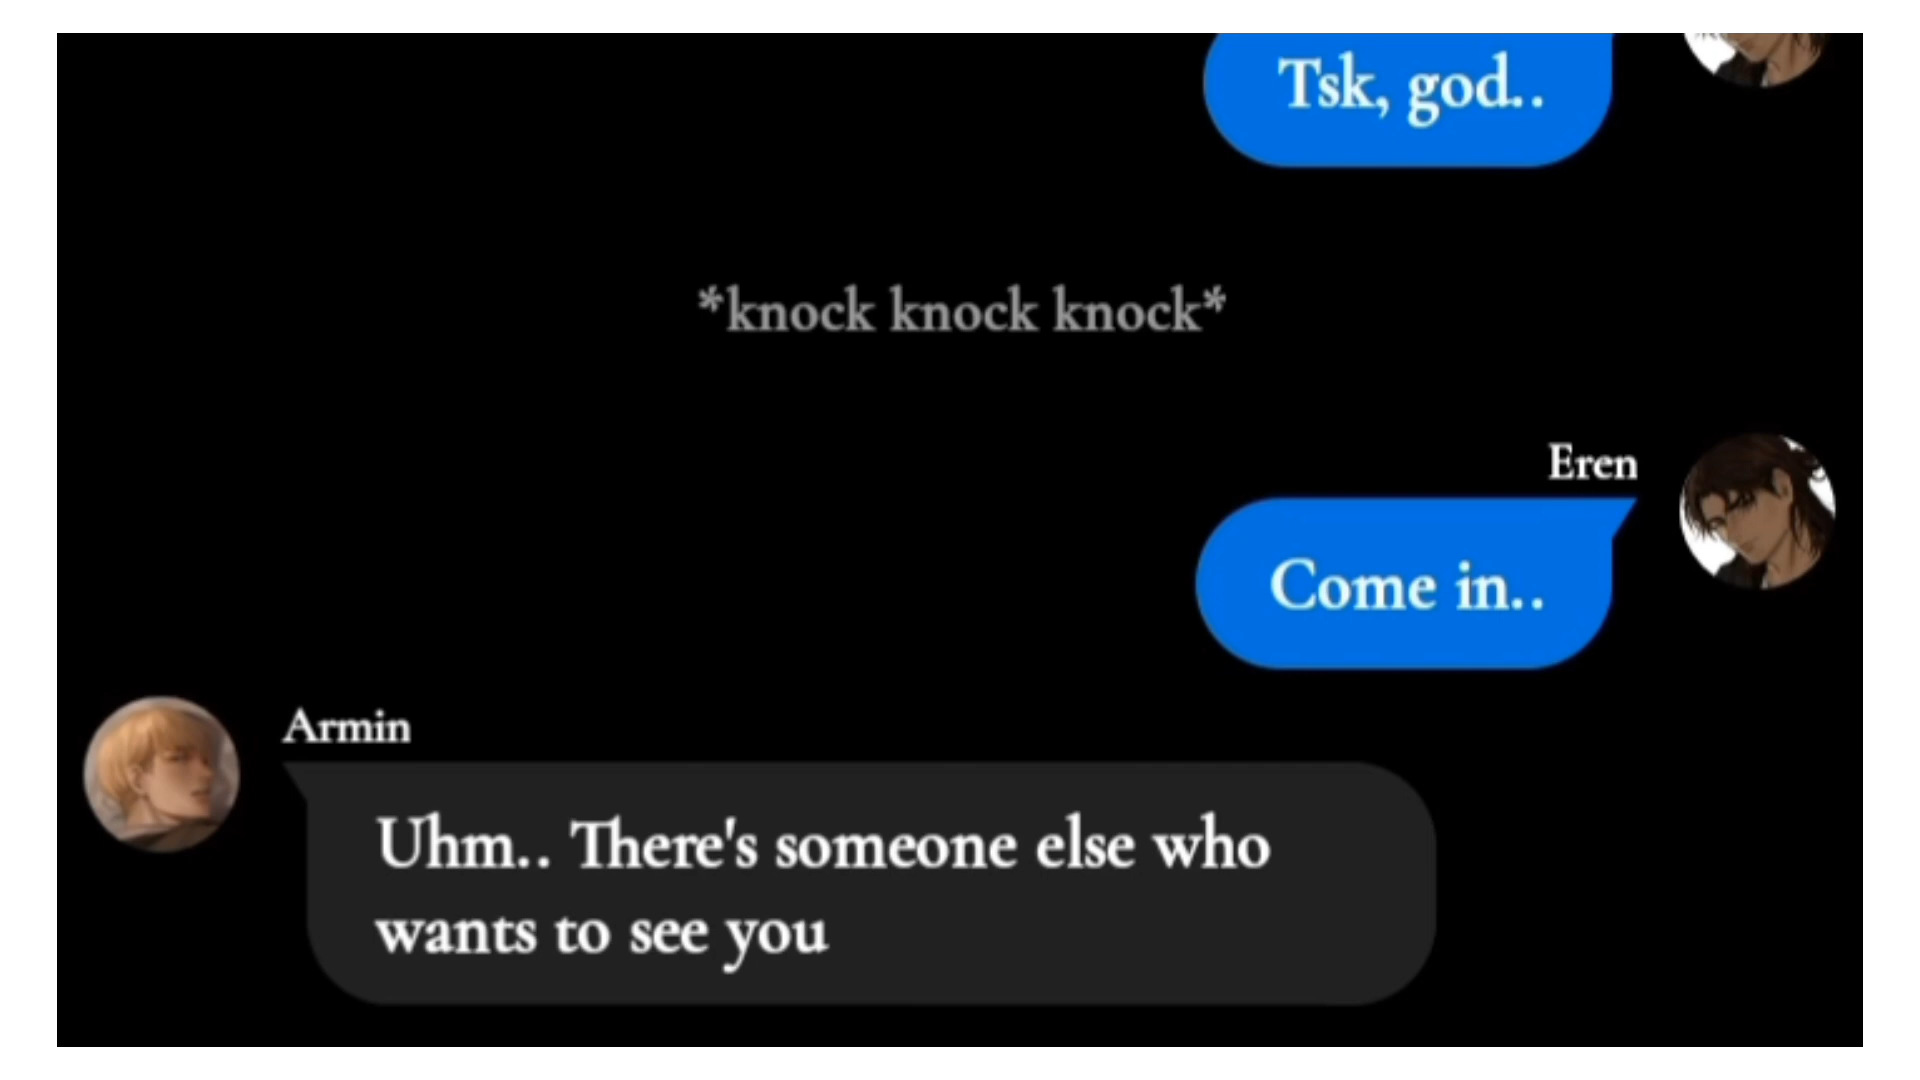 Tsk, god..
*knock knock knock*
Eren
Come in..
Armin
Uhm.. There's someone else who
wants to see you